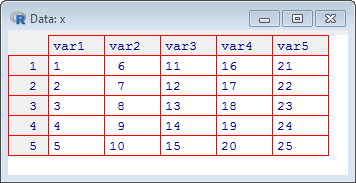 Data: x
var1 var2 var3 var4 var5
1 1 6 11 16 21
2 2 7 12 17 22
3 3 8 13 18 23
4 4 9 14 19 24
5 5 10 15 20 25